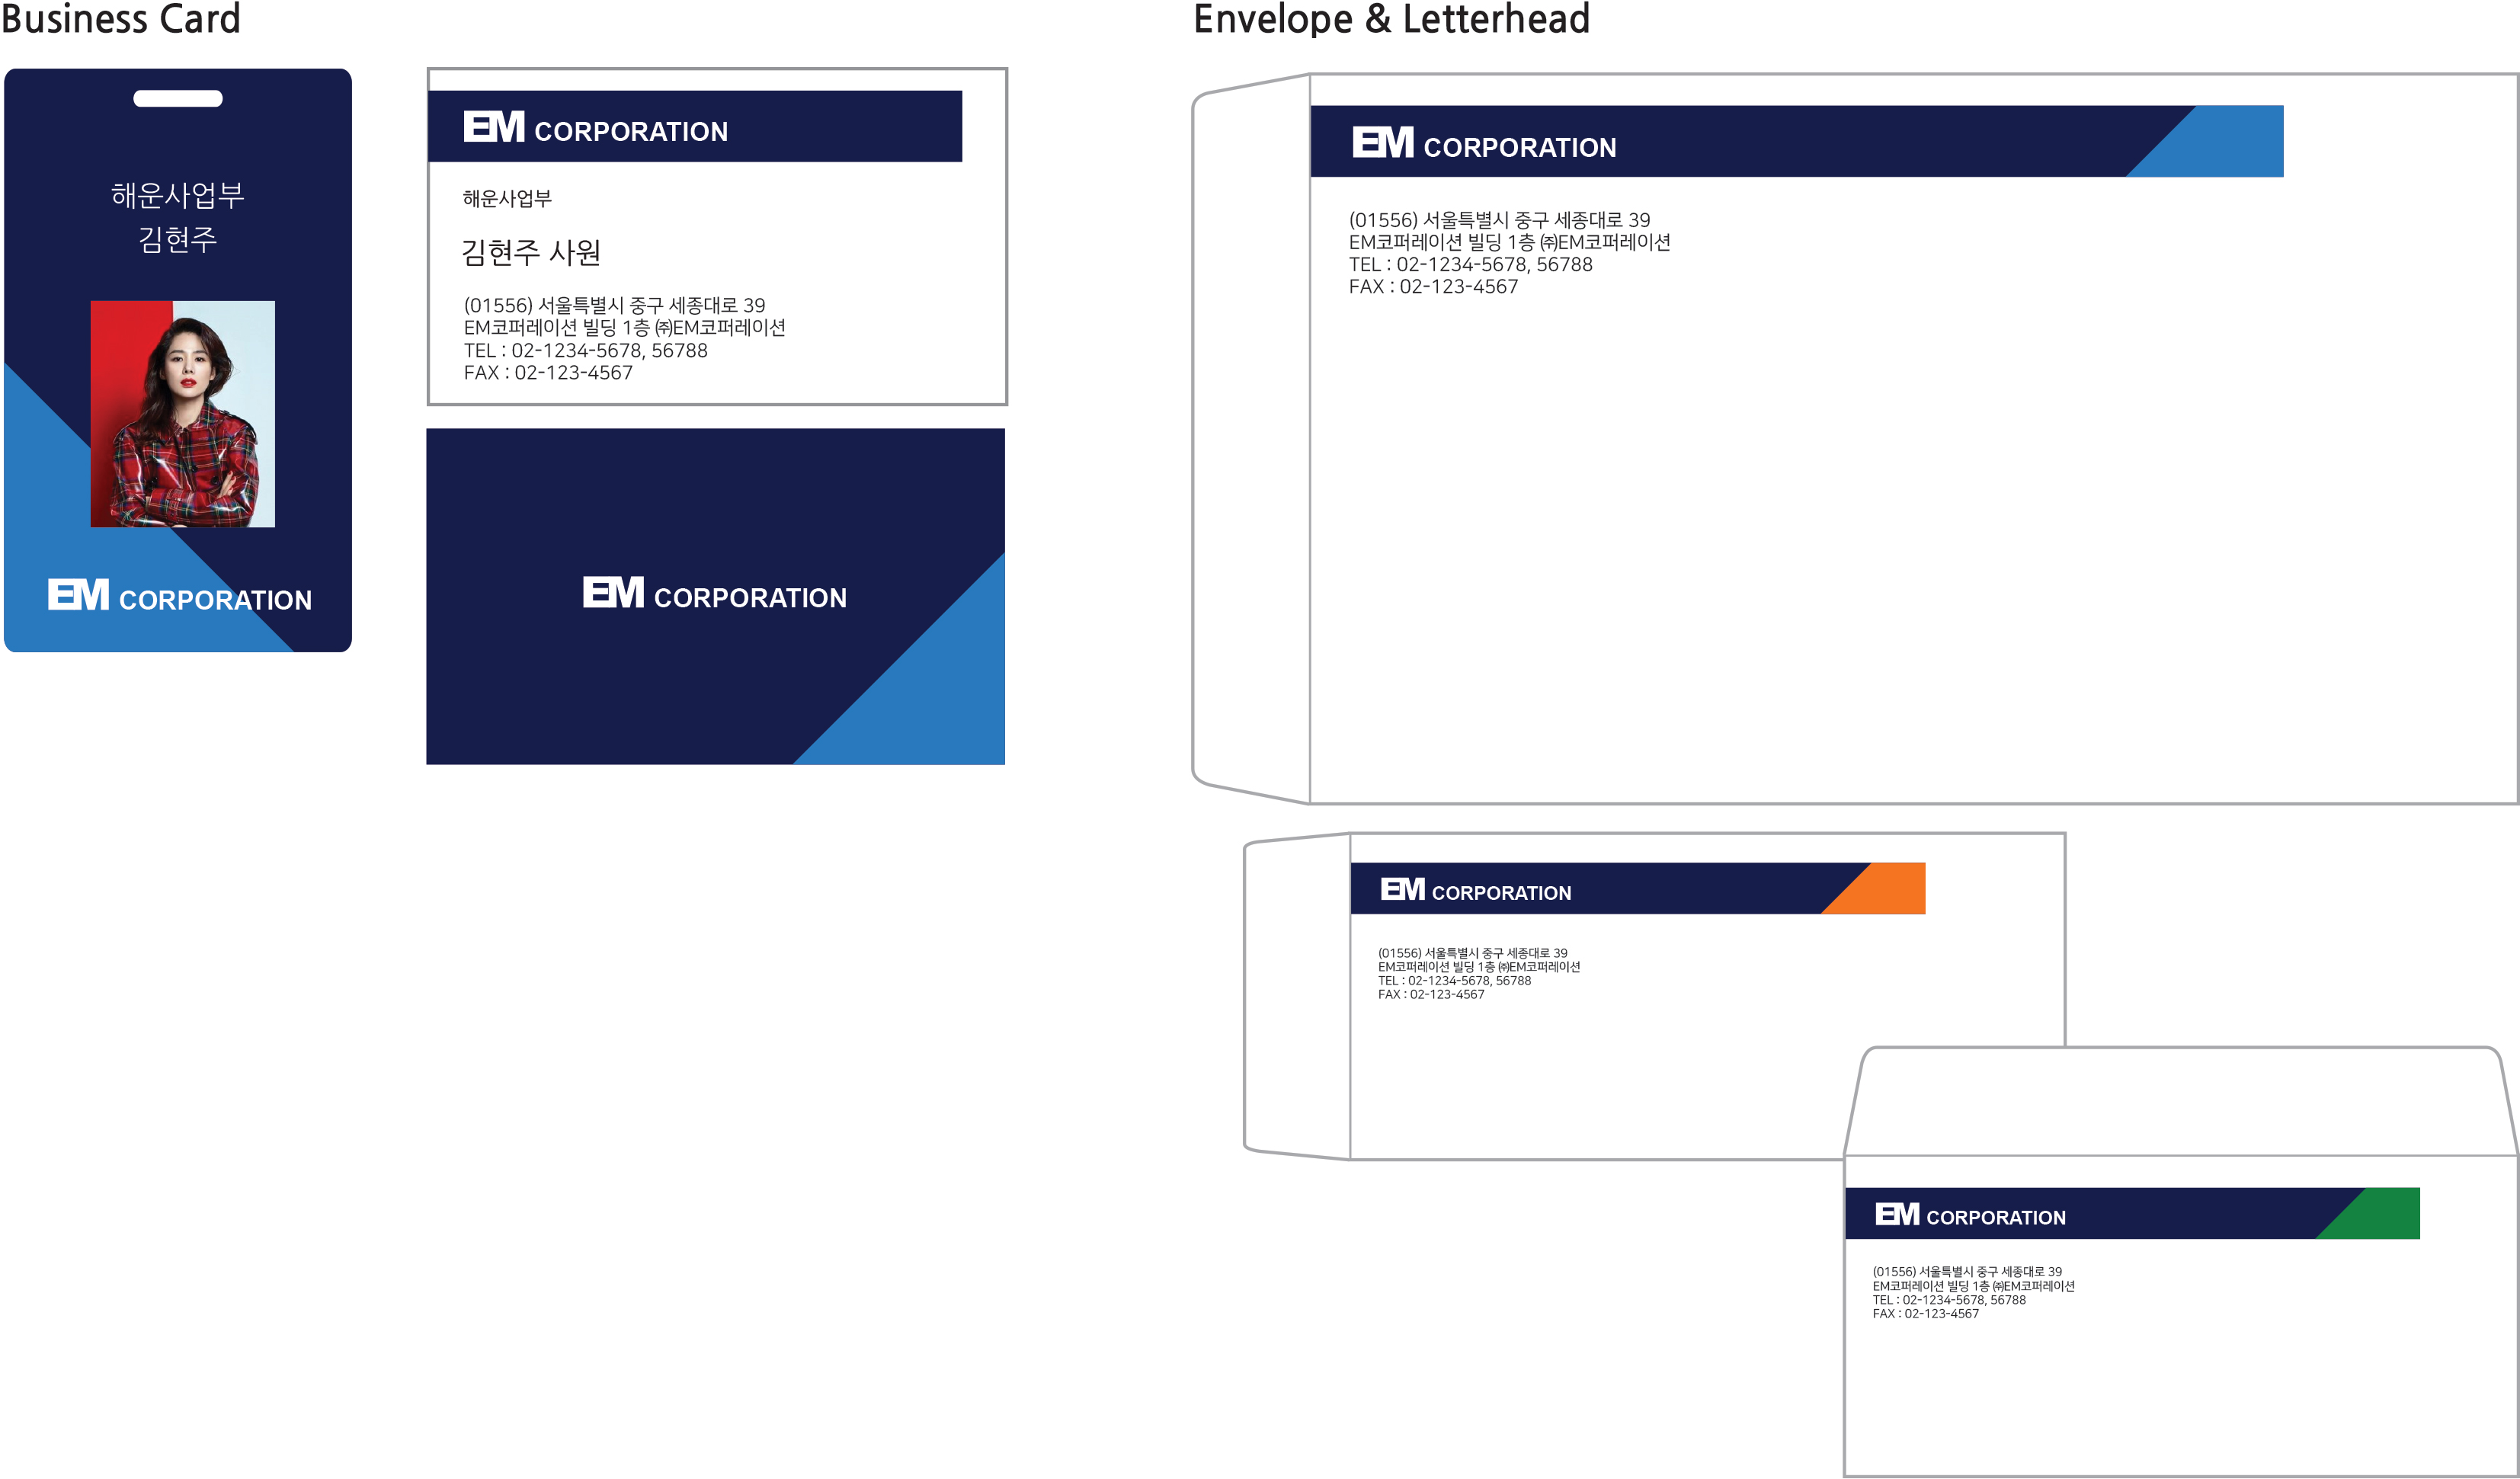 Business Card
해운사업부
김현주
EM CORPORATION
EM CORPORATION
해운사업부
김현주 사원
(01556) 서울특별시 중구 세종대로 39
EM코퍼레이션 빌딩 1층 ㈜EM코퍼레이션
TEL : 02-1234-5678, 56788
FAX : 02-123-4567
EM CORPORATION
Envelope & Letterhead
EM CORPORATION
(01556) 서울특별시 중구 세종대로 39
EM코퍼레이션 빌딩 1층 ㈜EM코퍼레이션
TEL : 02-1234-5678, 56788
FAX : 02-123-4567
EM CORPORATION
(01556) 서울특별시 중구 세종대로 39
EM코퍼레이션 빌딩 1층 ㈜EM코퍼레이션
TEL : 02-1234-5678, 56788
FAX : 02-123-4567
EM CORPORATION
(01556) 서울특별시 중구 세종대로 39
EM코퍼레이션 빌딩 1층 ㈜EM코퍼레이션
TEL : 02-1234-5678, 56788
FAX : 02-123-4567